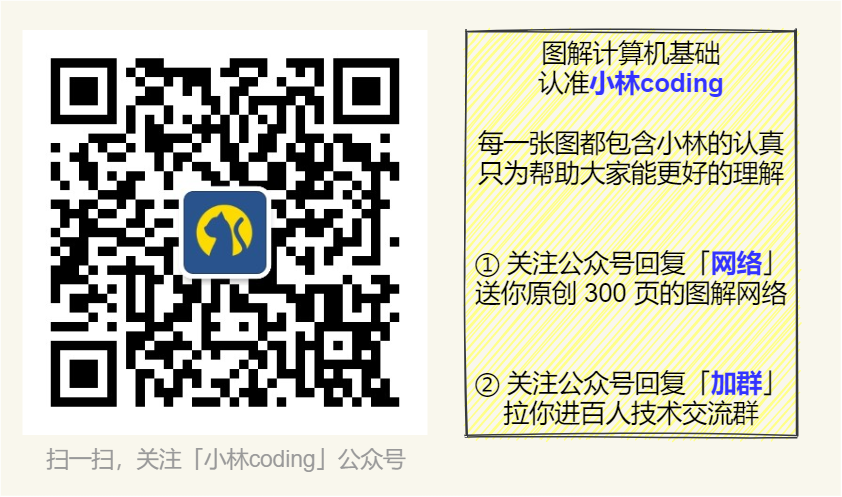 图解计算机基础
认准小林coding
每一张图都包含小林的认真
只为帮助大家能更好的理解
① 关注公众号回复「网络」
送你原创 300 页的图解网络
② 关注公众号回复「加群」
拉你进百人技术交流群
扫一扫，关注「小林coding」公众号